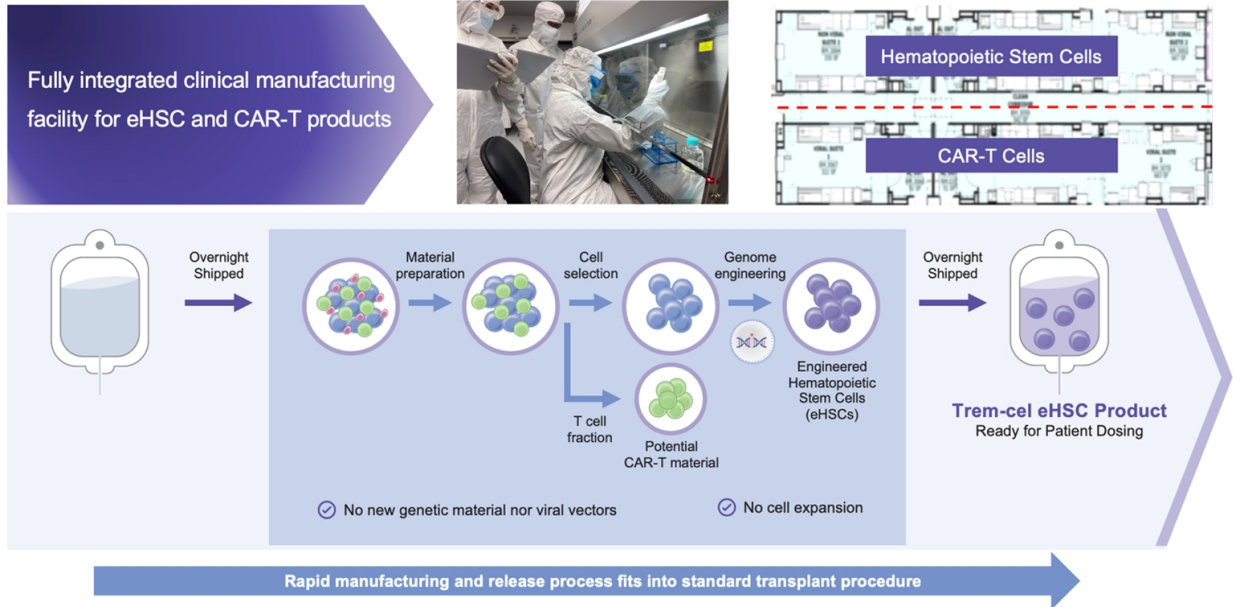 Fully integrated clinical manufacturing
facility for eHSC and CAR-T products
Hematopoietic Stem Cells
CAR-T Cells
Overnight
Shipped
Material
preparation
Cell
selection
Genome
engineering
Overnight
Shipped
T cell
fraction
Potential
CAR-T material
Engineered
Hematopoietic
Stem Cells
(eHSCs)
Trem-cel eHSC Product
Ready for Patient Dosing
No new genetic material nor viral vectors
No cell expansion
Rapid manufacturing and release process fits into standard transplant procedure